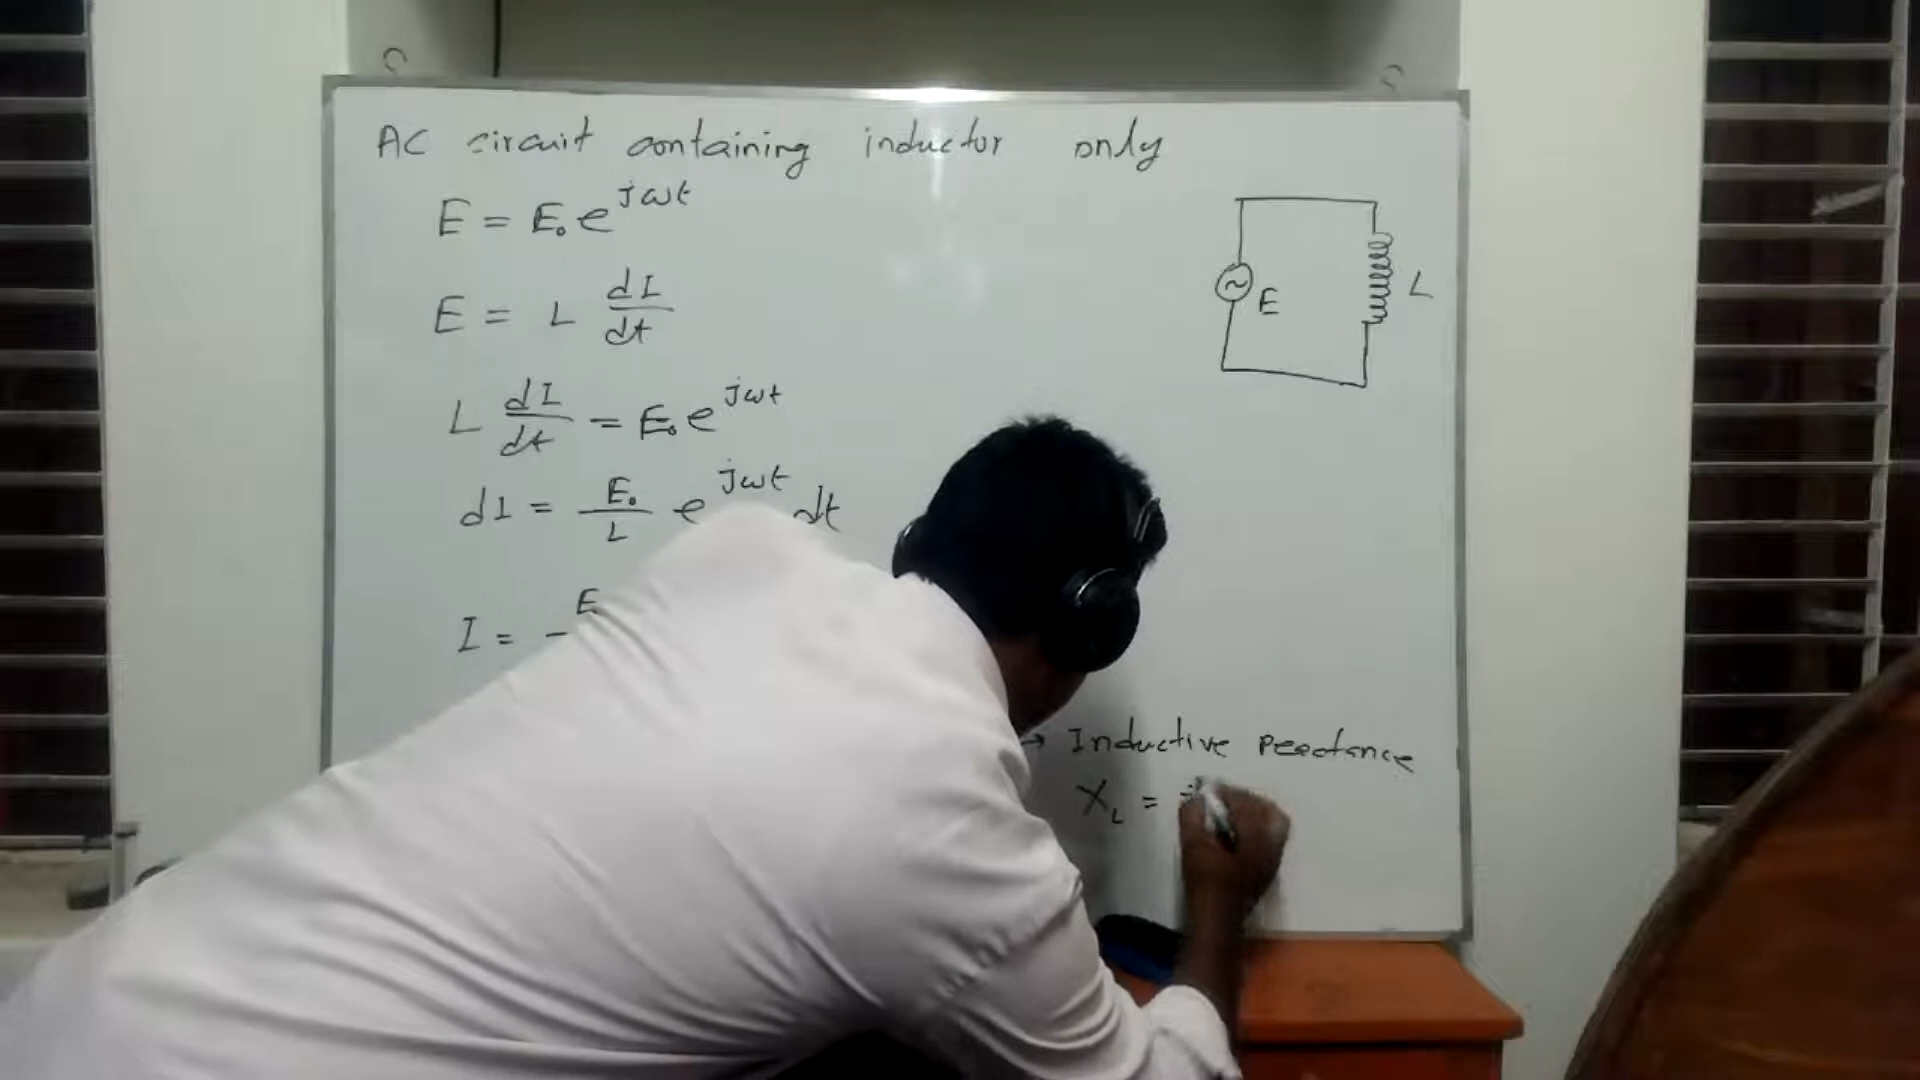 AC circuit containing inductor only
E = E₀ e^jωt
E = L dI/dt
E
L
L dI/dt = E₀ e^jωt
dI = E₀/L e^jωt dt
I = E
→ Inductive Reactance
X_L =